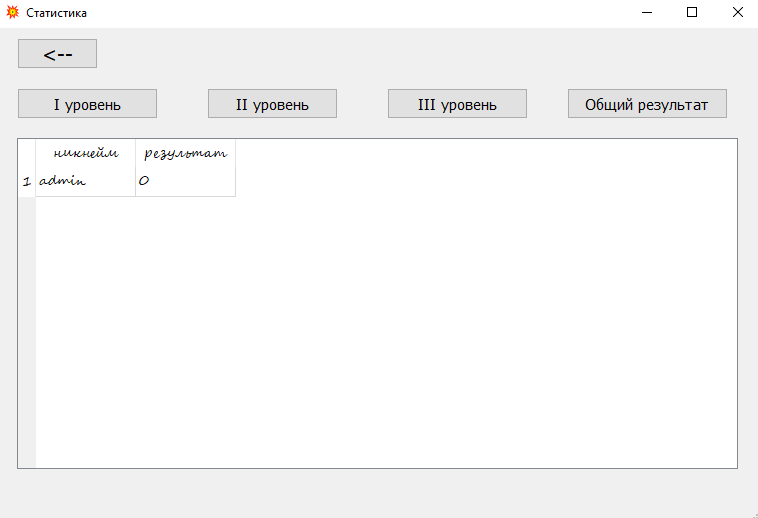 Статистика
<--
I уровень II уровень III уровень Общий результат
никнейм результат
1 admin 0